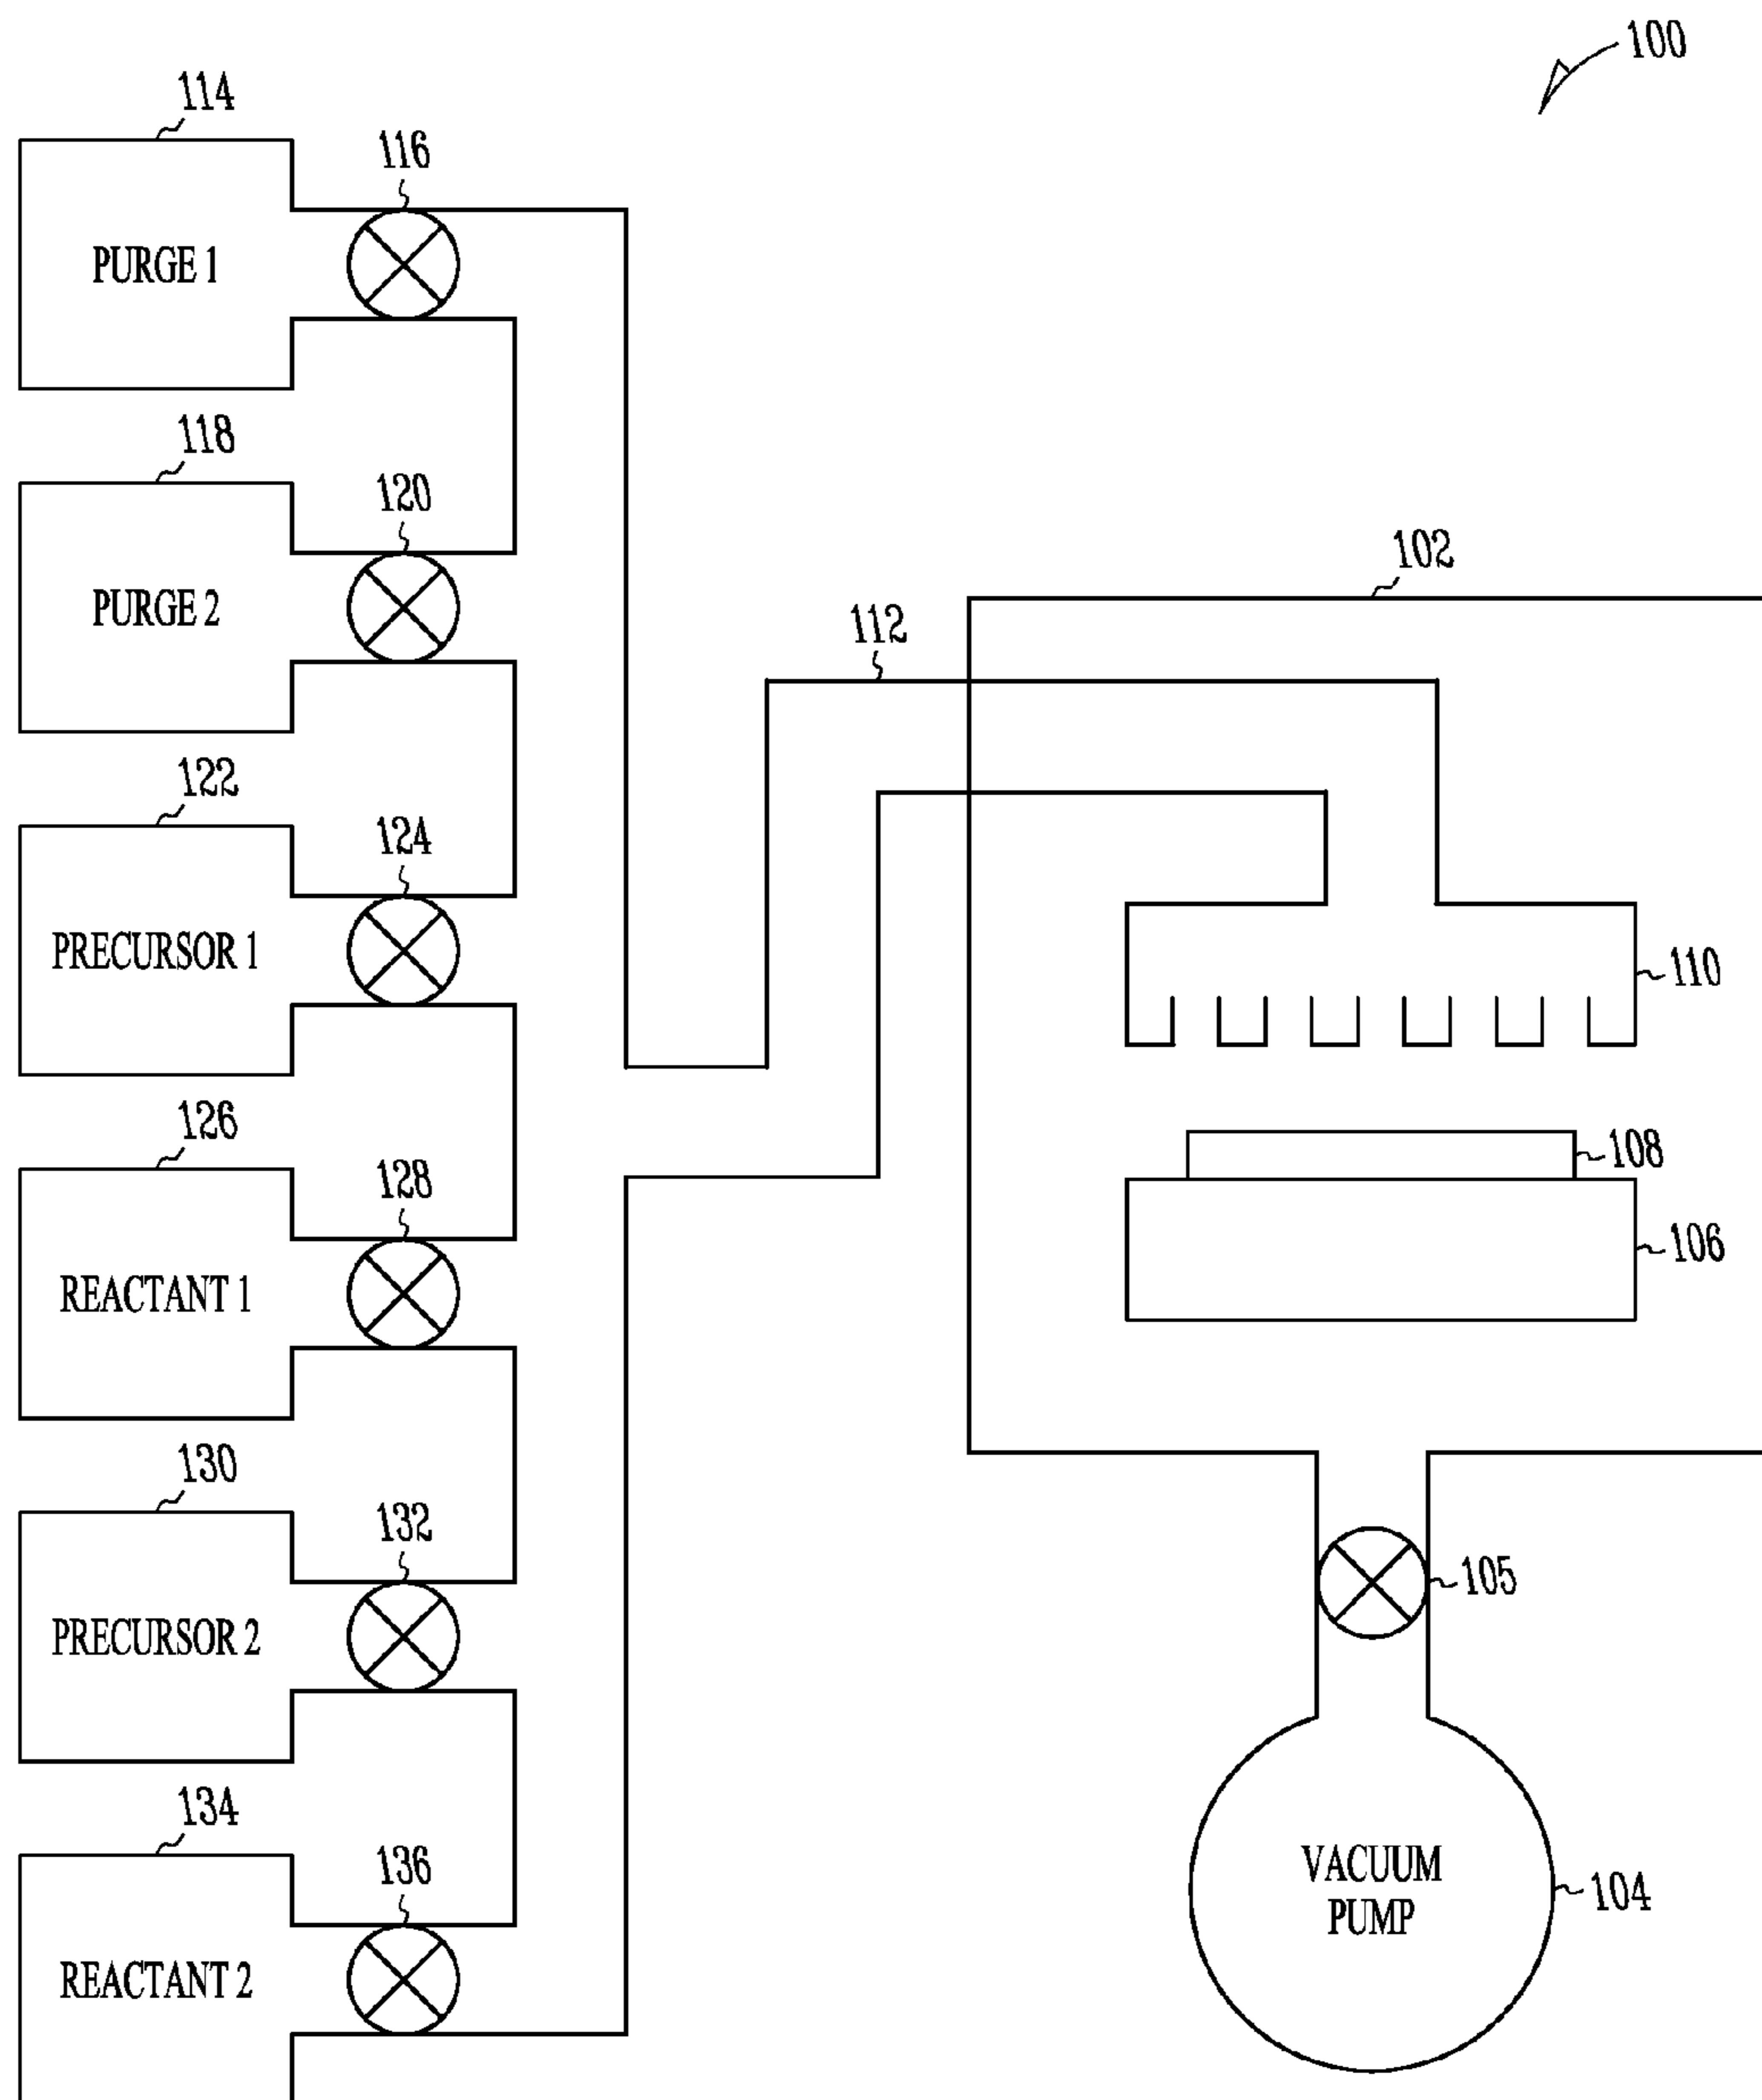 100
114
116
PURGE 1
118
120
PURGE 2
102
112
122
124
PRECURSOR 1
110
126
128
108
REACTANT 1
106
130
132
105
PRECURSOR 2
134
136
VACUUM
PUMP
104
REACTANT 2